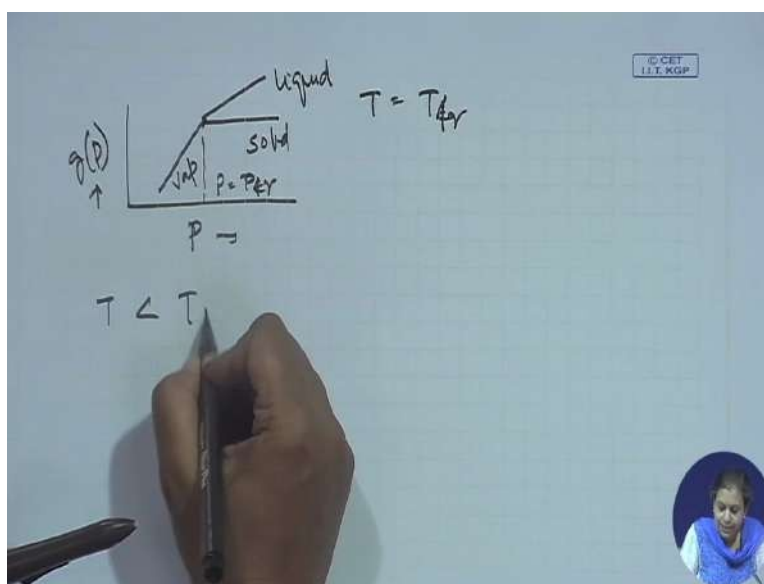 liquid
T = Ttr
g(P)
↑
solid
vap
P = Ptr
P →
T < T
© CET
I.I.T. KGP